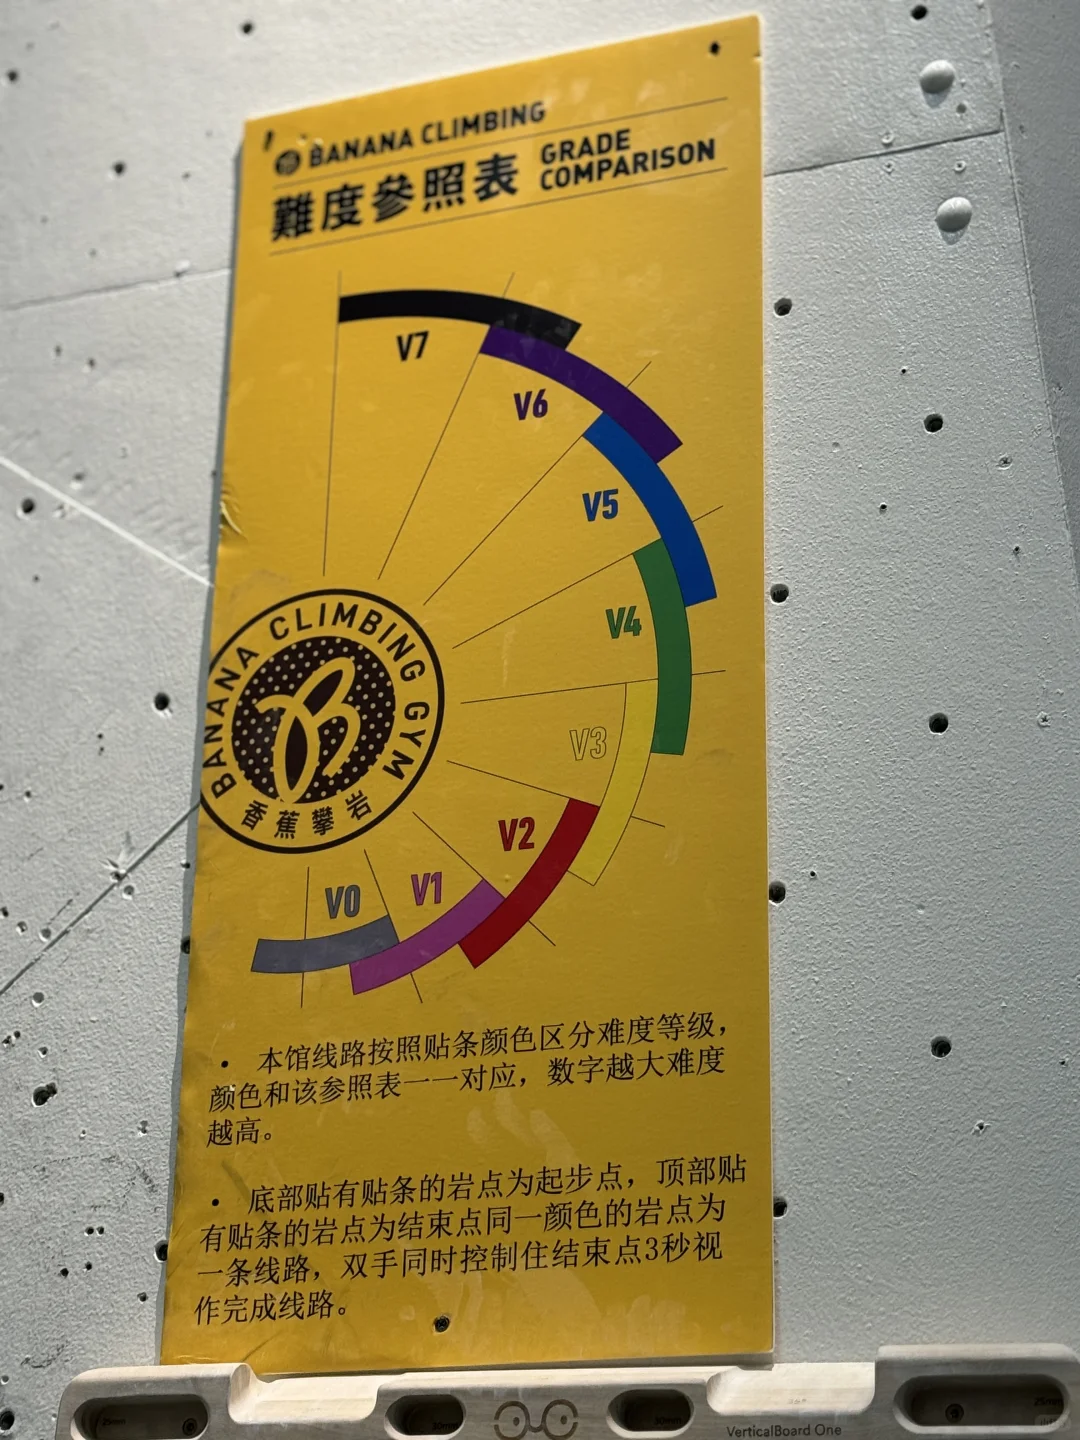 BANANA CLIMBING
難度參照表
GRADE
COMPARISON
V7
V6
V5
V4
V3
V2
V1
V0
BANANA CLIMBING GYM
香蕉攀岩
• 本馆线路按照贴条颜色区分难度等级，
颜色和该参照表一一对应，数字越大难度
越高。
• 底部贴有贴条的岩点为起步点，顶部贴
有贴条的岩点为结束点同一颜色的岩点为
一条线路，双手同时控制住结束点3秒视
作完成线路。
25mm
30mm
30mm
VerticalBoard One
25mm